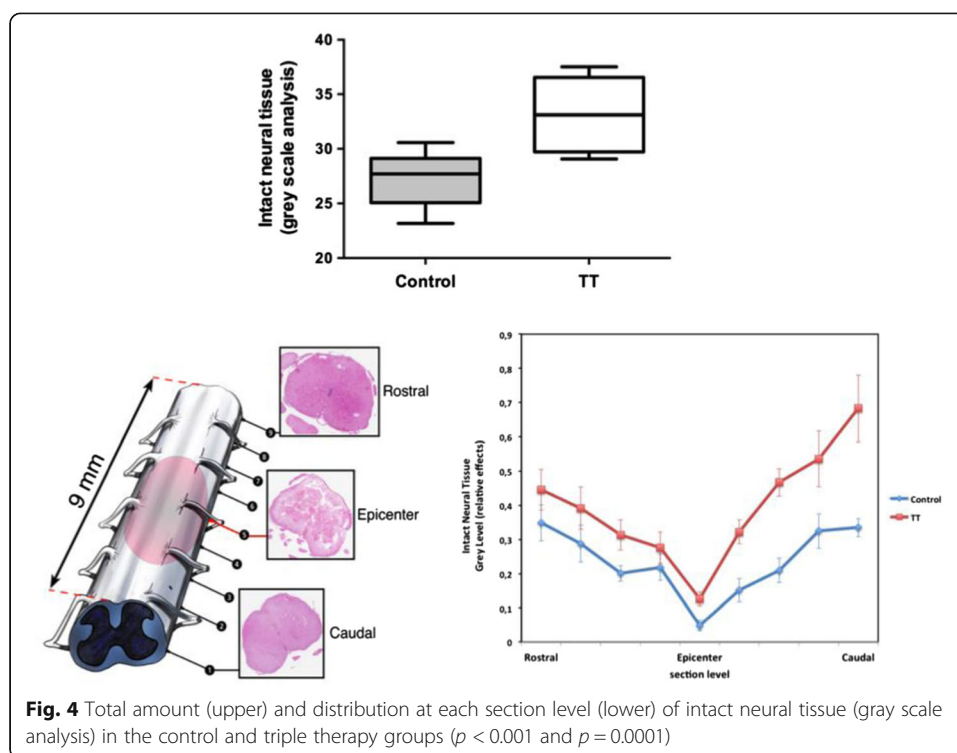 Intact neural tissue
(grey scale analysis)
40
35
30
25
20
Control
TT
9 mm
Rostral
Epicenter
Caudal
9
8
7
6
5
4
3
2
1
Intact Neural Tissue
Grey Level (relative effects)
0,9
0,8
0,7
0,6
0,5
0,4
0,3
0,2
0,1
0
Rostral
Epicenter
Caudal
section level
Control
TT
Fig. 4 Total amount (upper) and distribution at each section level (lower) of intact neural tissue (gray scale
analysis) in the control and triple therapy groups (p < 0.001 and p = 0.0001)